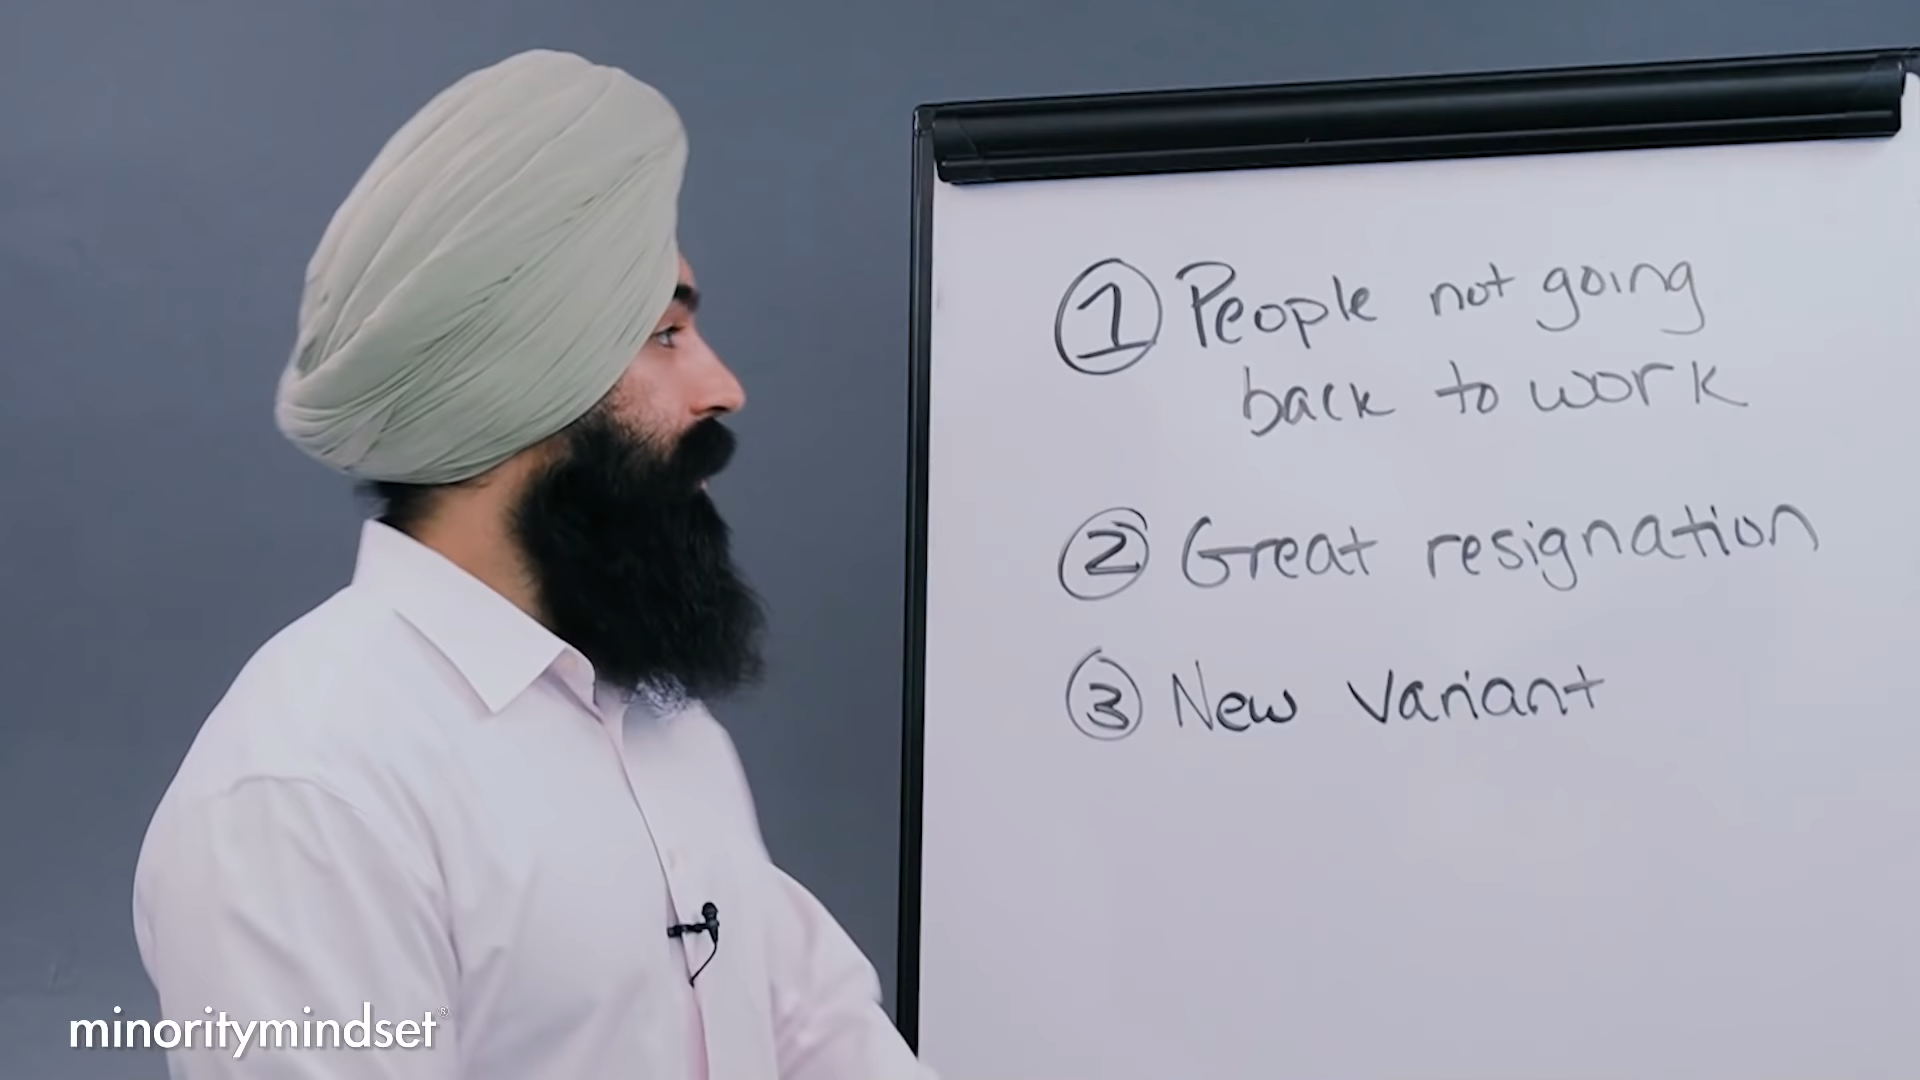 ① People not going
back to work
② Great resignation
③ New Variant
minoritymindset®